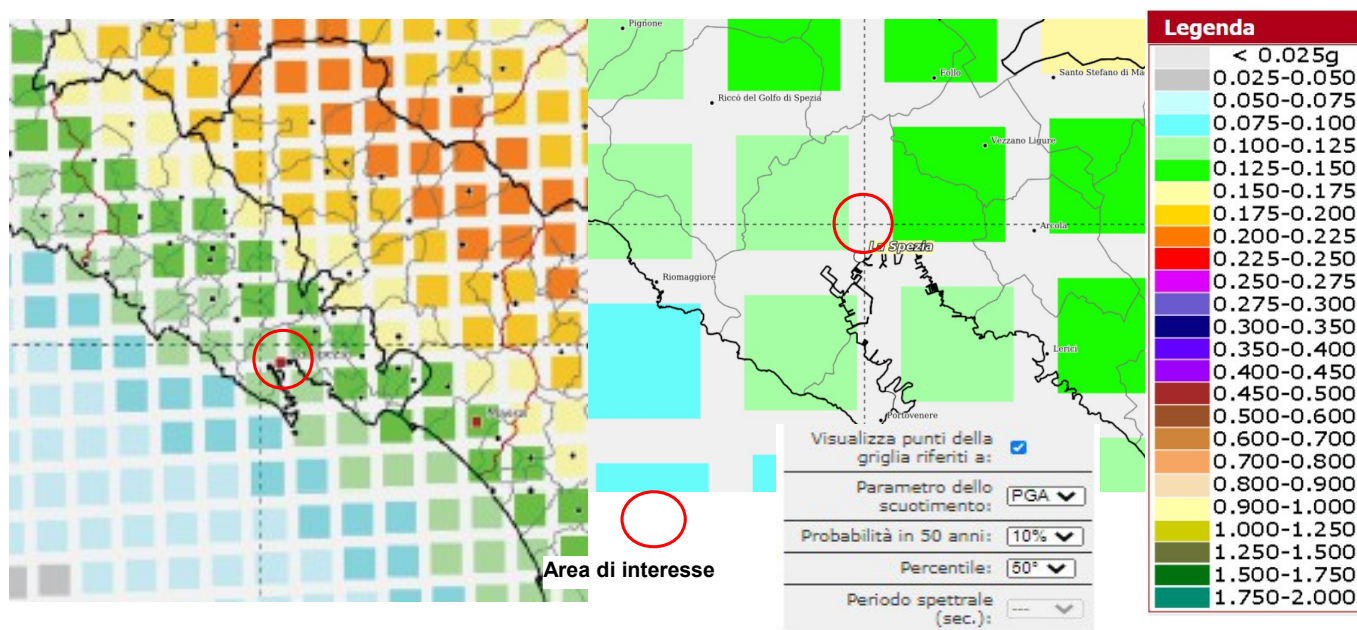 La Spezia
Massa
Pignone
Follo
Santo Stefano di Ma
Riccò del Golfo di Spezia
Vezzano Ligure
Arcola
La Spezia
Riomaggiore
Lerici
Portovenere
Area di interesse
Visualizza punti della
griglia riferiti a:
Parametro dello
scuotimento:
PGA
Probabilità in 50 anni:
10%
Percentile:
50°
Periodo spettrale
(sec.):
---
Legenda
< 0.025g
0.025-0.050
0.050-0.075
0.075-0.100
0.100-0.125
0.125-0.150
0.150-0.175
0.175-0.200
0.200-0.225
0.225-0.250
0.250-0.275
0.275-0.300
0.300-0.350
0.350-0.400
0.400-0.450
0.450-0.500
0.500-0.600
0.600-0.700
0.700-0.800
0.800-0.900
0.900-1.000
1.000-1.250
1.250-1.500
1.500-1.750
1.750-2.000